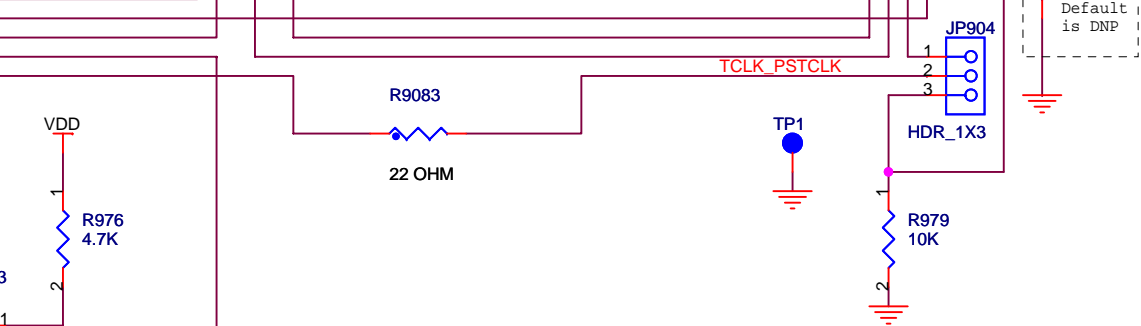 Default
is DNP
JP904
1
TCLK_PSTCLK
2
3
R9083
HDR_1X3
VDD
TP1
22 OHM
1
1
R976
4.7K
R979
10K
3
2
2
1